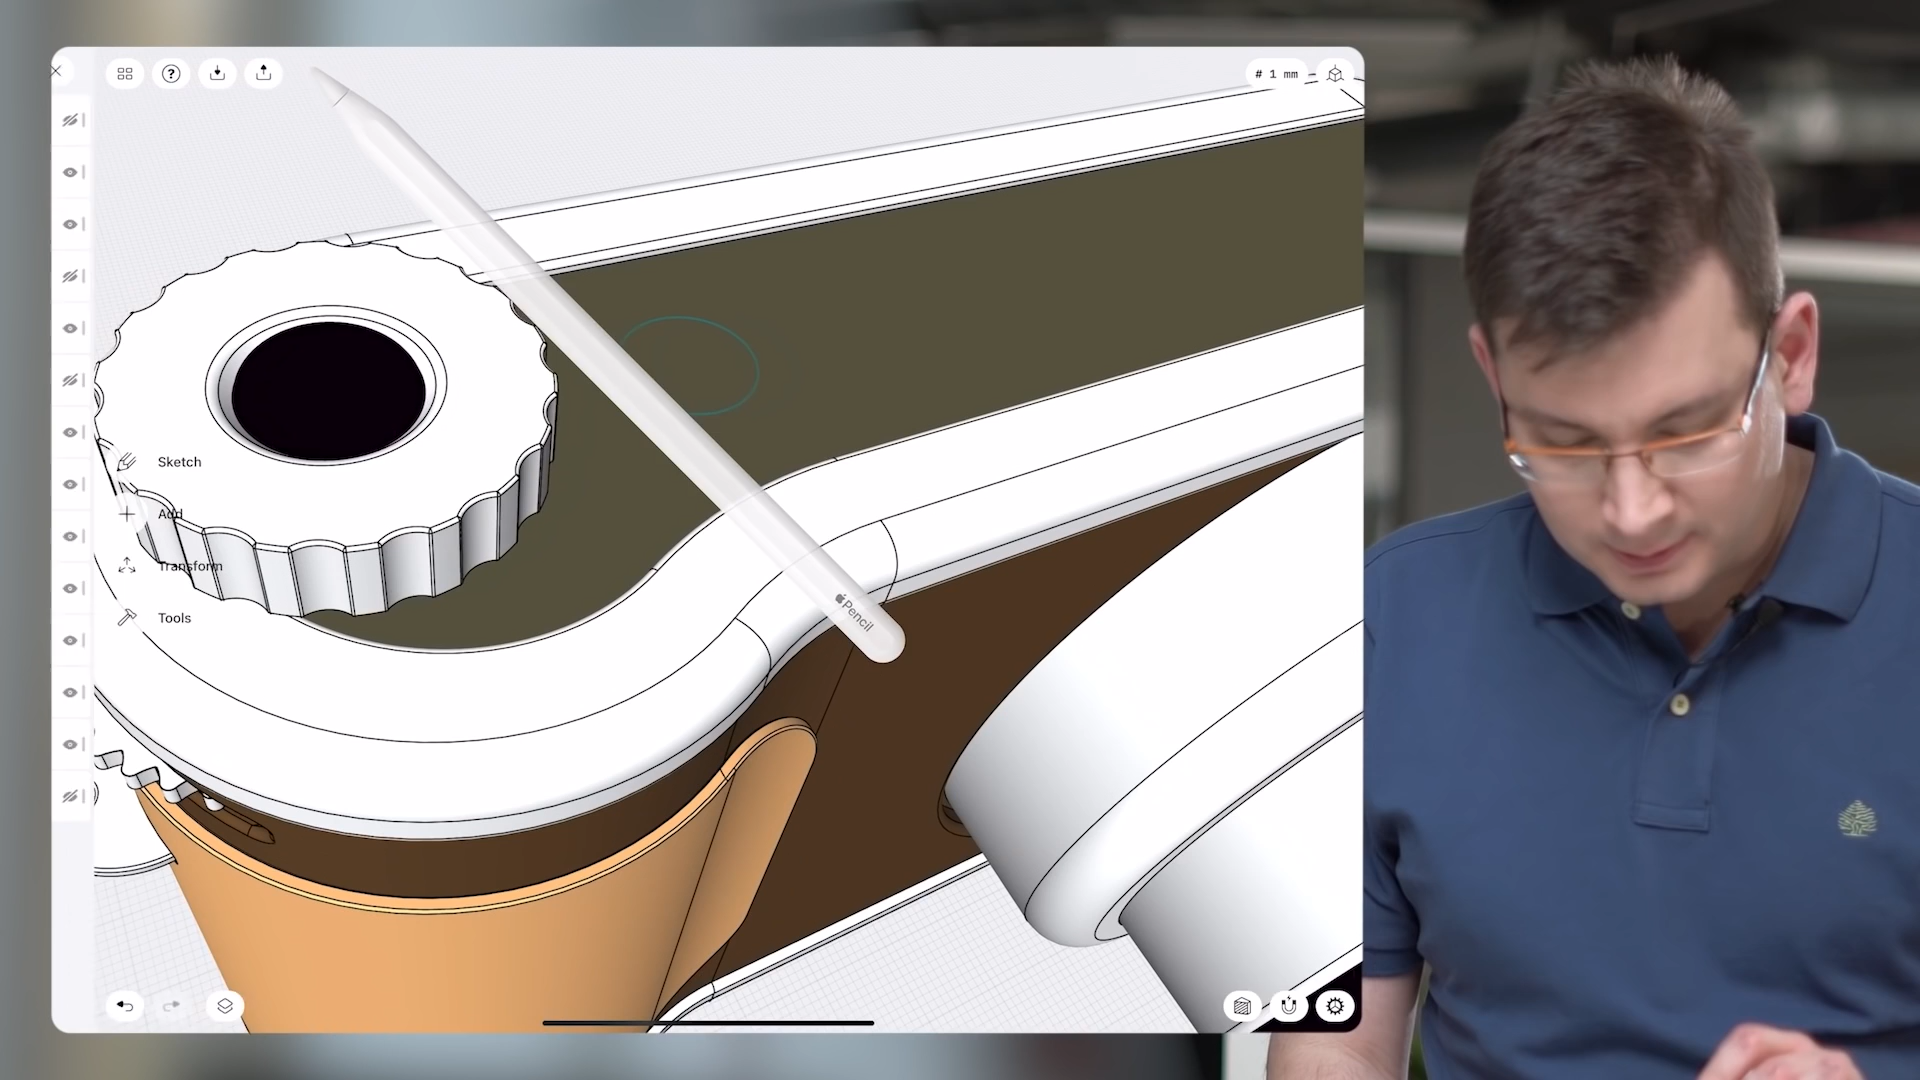 # 1 mm
Sketch
Add
Transform
Tools
Pencil